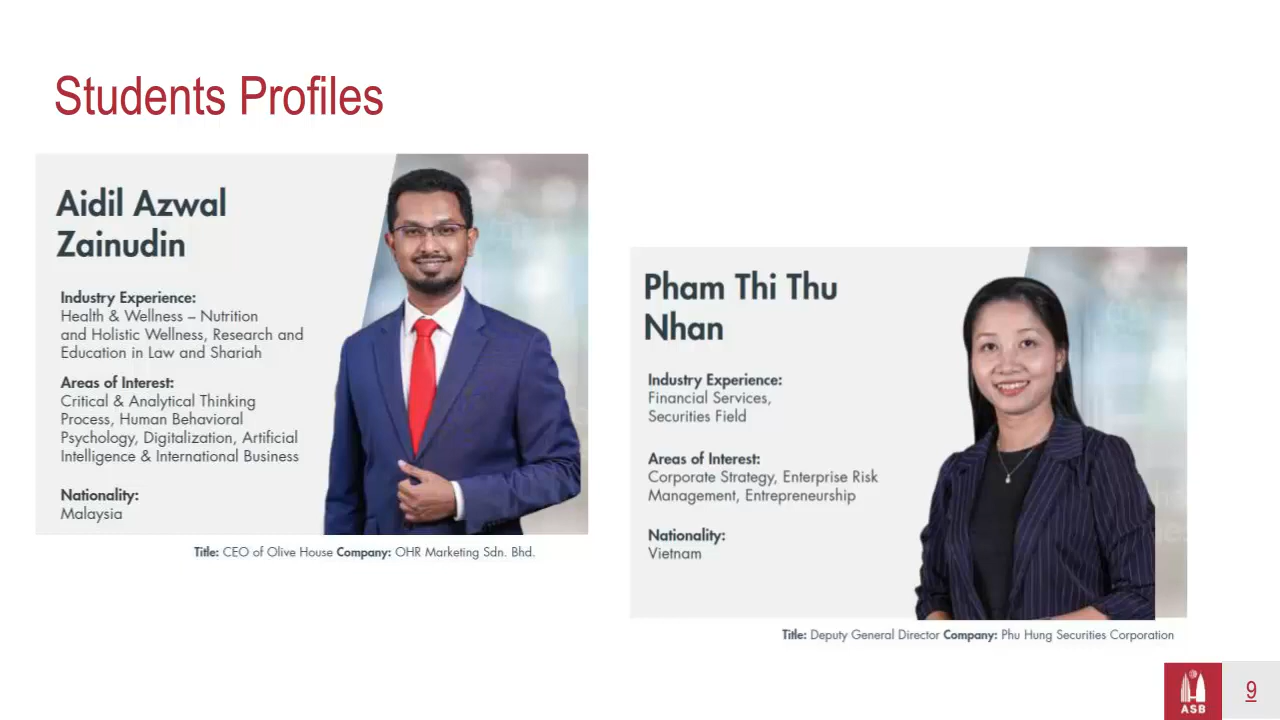 Students Profiles
Aidil Azwal
Zainudin
Industry Experience:
Health & Wellness – Nutrition
and Holistic Wellness, Research and
Education in Law and Shariah
Areas of Interest:
Critical & Analytical Thinking
Process, Human Behavioral
Psychology, Digitalization, Artificial
Intelligence & International Business
Nationality:
Malaysia
Title: CEO of Olive House Company: OHR Marketing Sdn. Bhd.
Pham Thi Thu
Nhan
Industry Experience:
Financial Services,
Securities Field
Areas of Interest:
Corporate Strategy, Enterprise Risk
Management, Entrepreneurship
Nationality:
Vietnam
Title: Deputy General Director Company: Phu Hung Securities Corporation
ASB
9